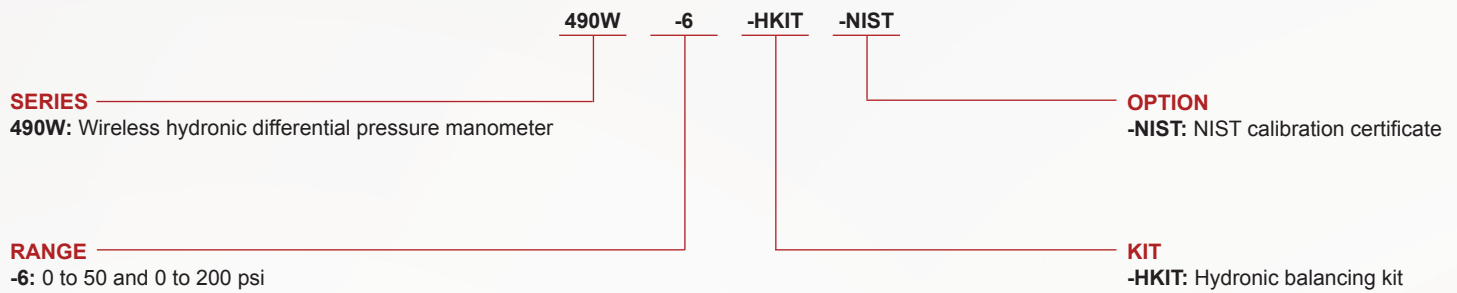 490W -6 -HKIT -NIST
SERIES
490W: Wireless hydronic differential pressure manometer
OPTION
-NIST: NIST calibration certificate
RANGE
-6: 0 to 50 and 0 to 200 psi
KIT
-HKIT: Hydronic balancing kit